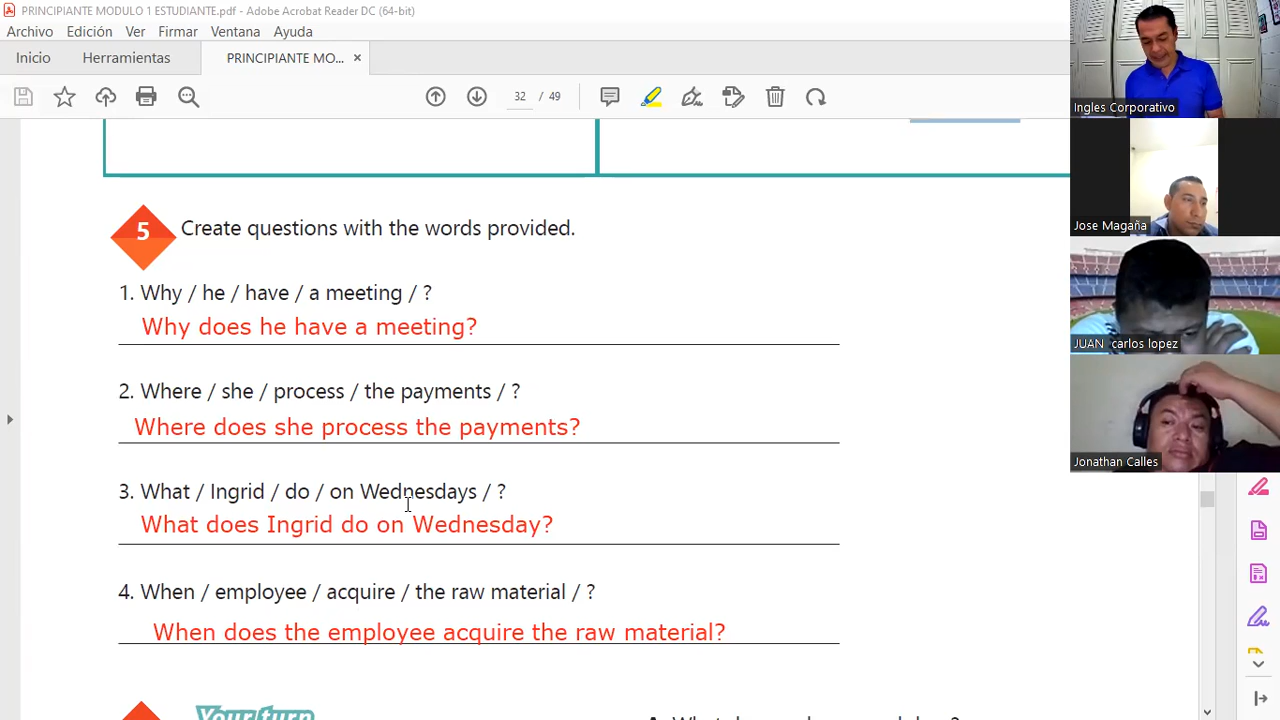 PRINCIPIANTE MODULO 1 ESTUDIANTE.pdf - Adobe Acrobat Reader DC (64-bit)
Archivo Edición Ver Firmar Ventana Ayuda
Inicio Herramientas PRINCIPIANTE MO... ×
32 / 49
Ingles Corporativo
Jose Magaña
JUAN carlos lopez
Jonathan Calles
5 Create questions with the words provided.
1. Why / he / have / a meeting / ?
Why does he have a meeting?
2. Where / she / process / the payments / ?
Where does she process the payments?
3. What / Ingrid / do / on Wednesdays / ?
What does Ingrid do on Wednesday?
4. When / employee / acquire / the raw material / ?
When does the employee acquire the raw material?
Your turn